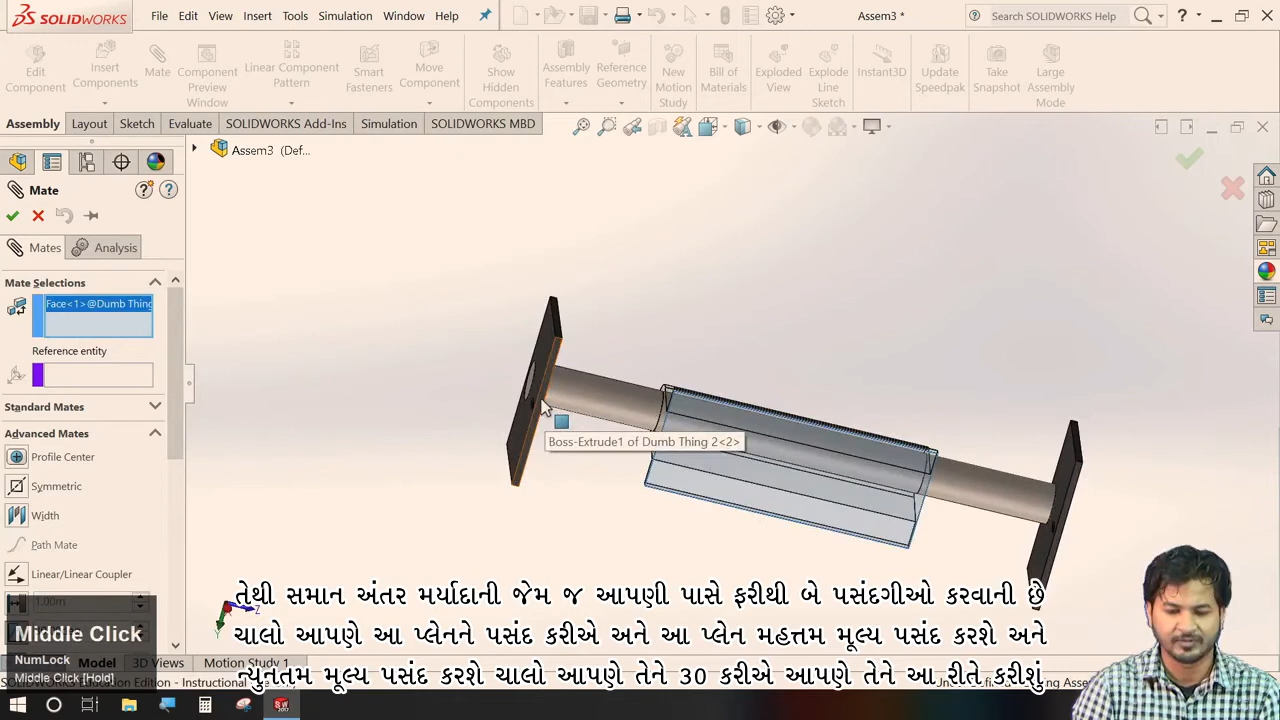 SOLIDWORKS
File Edit View Insert Tools Simulation Window Help
Assem3 *
Search SOLIDWORKS Help
Edit Component
Insert Components
Mate
Component Preview Window
Linear Component Pattern
Smart Fasteners
Move Component
Show Hidden Components
Assembly Features
Reference Geometry
New Motion Study
Bill of Materials
Exploded View
Explode Line Sketch
Instant3D
Update Speedpak
Take Snapshot
Large Assembly Mode
Assembly Layout Sketch Evaluate SOLIDWORKS Add-Ins Simulation SOLIDWORKS MBD
Assem3 (Def...
Mate
Mates Analysis
Mate Selections
Face<1>@Dumb Thing
Reference entity
Standard Mates
Advanced Mates
Profile Center
Symmetric
Width
Path Mate
Linear/Linear Coupler
1.00m
Boss-Extrude1 of Dumb Thing 2<2>
Middle Click
NumLock
Middle Click [Hold]
Model 3D Views Motion Study 1
તેથી સમાન અંતર મર્યાદાની જેમ જ આપણી પાસે ફરીથી બે પસંદગીઓ કરવાની છે
ચાલો આપણે આ પ્લેનને પસંદ કરીએ અને આ પ્લેન મહત્તમ મૂલ્ય પસંદ કરશે અને
ન્યુનતમ મૂલ્ય પસંદ કરશે ચાલો આપણે તેને 30 કરીએ આપણે તેને આ રીતે કરીશું